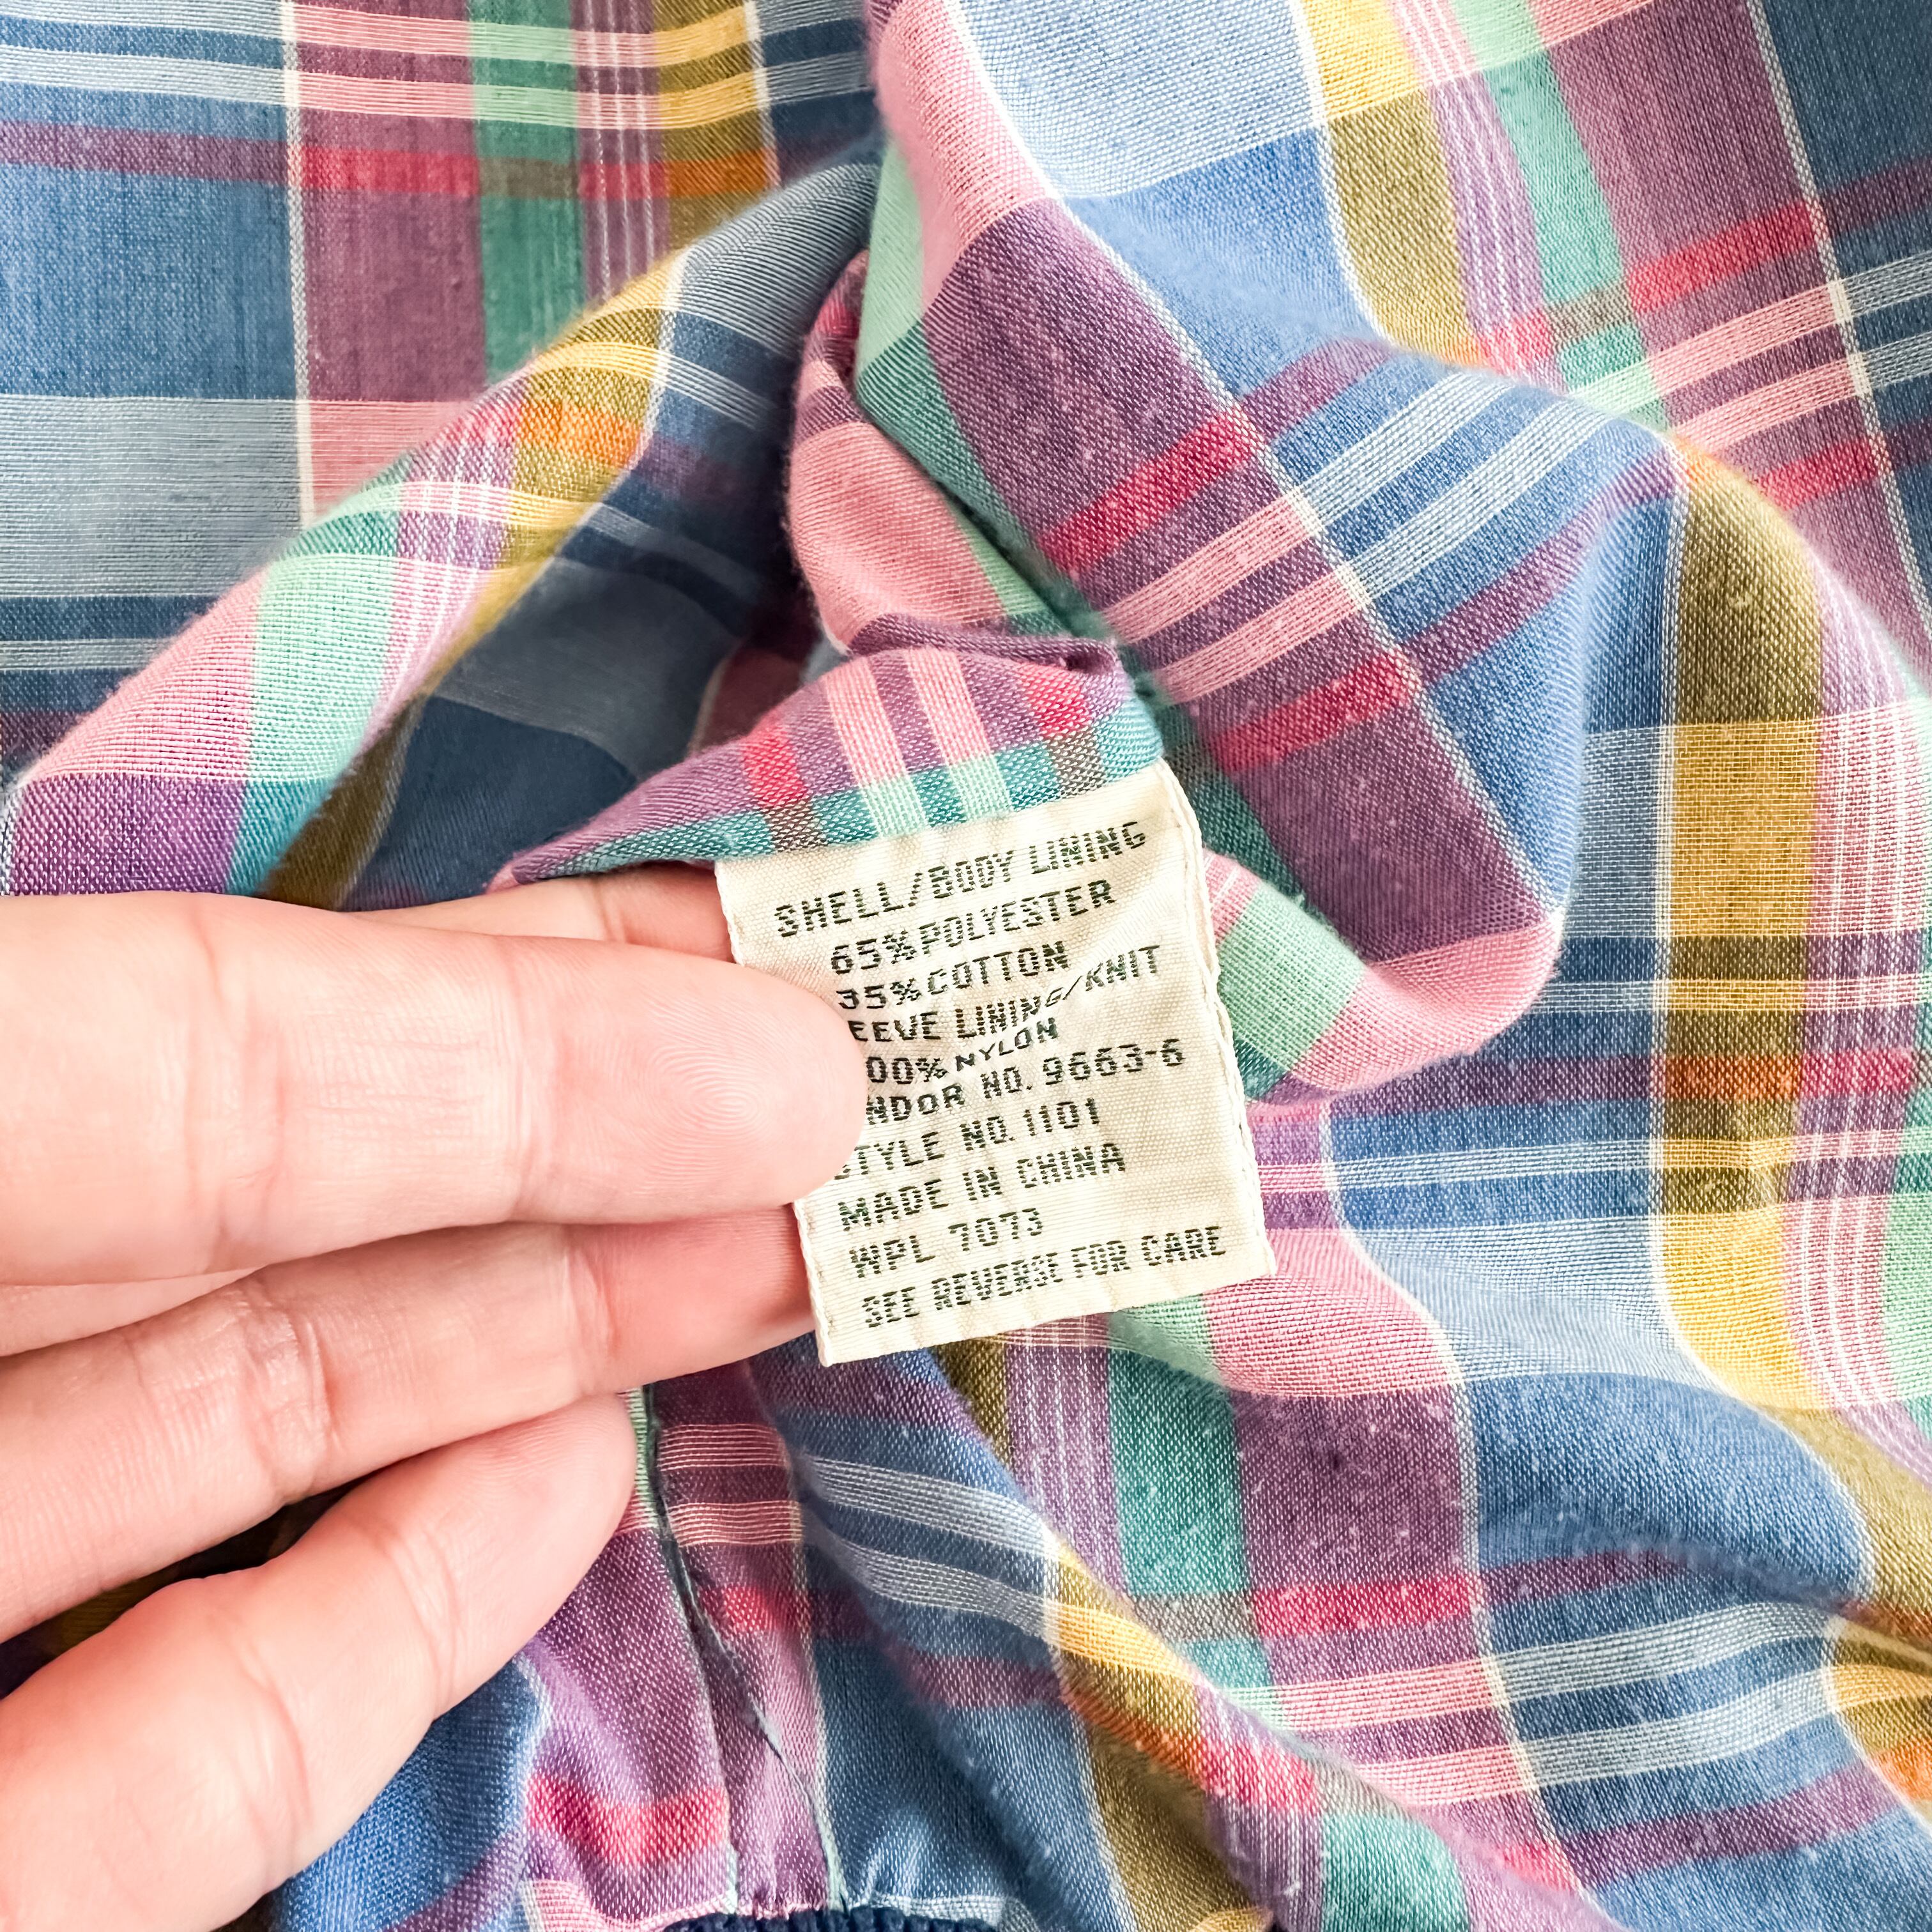 SHELL/BODY LINING
65% POLYESTER
35% COTTON
EEVE LINING/KNIT
00% NYLON
NDOR NO. 9663-6
STYLE NO. 1101
MADE IN CHINA
WPL 7073
SEE REVERSE FOR CARE